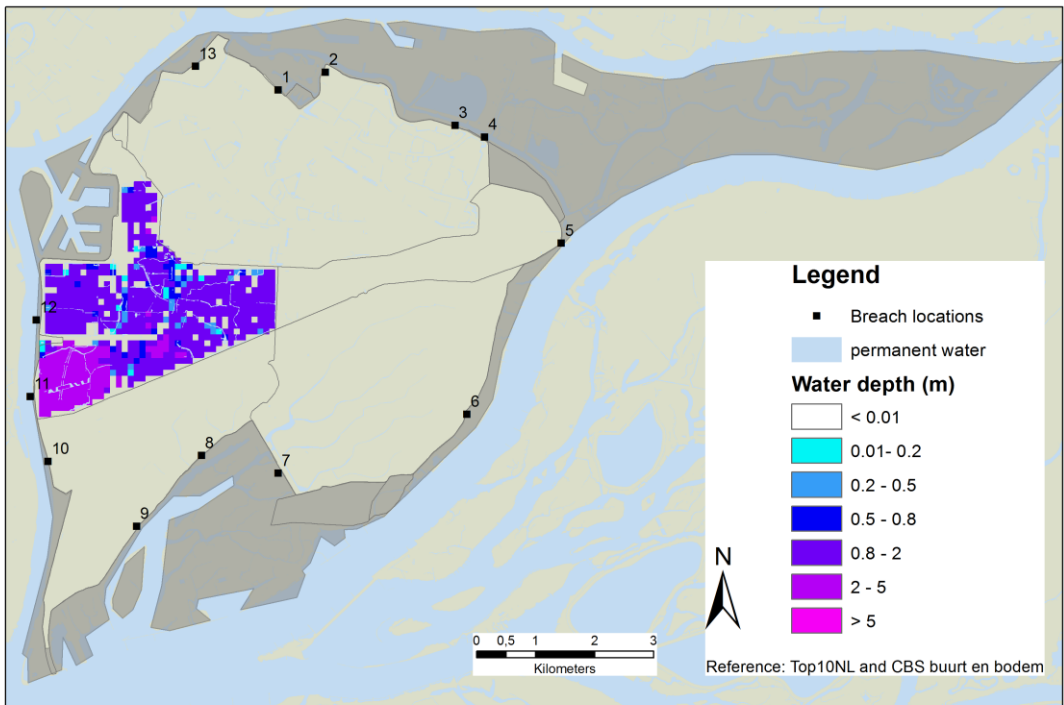 13
1
2
3
4
5
12
11
10
9
8
7
6
Legend
Breach locations
permanent water
Water depth (m)
< 0.01
0.01- 0.2
0.2 - 0.5
0.5 - 0.8
0.8 - 2
2 - 5
> 5
N
0 0,5 1 2 3
Kilometers
Reference: Top10NL and CBS buurt en bodem